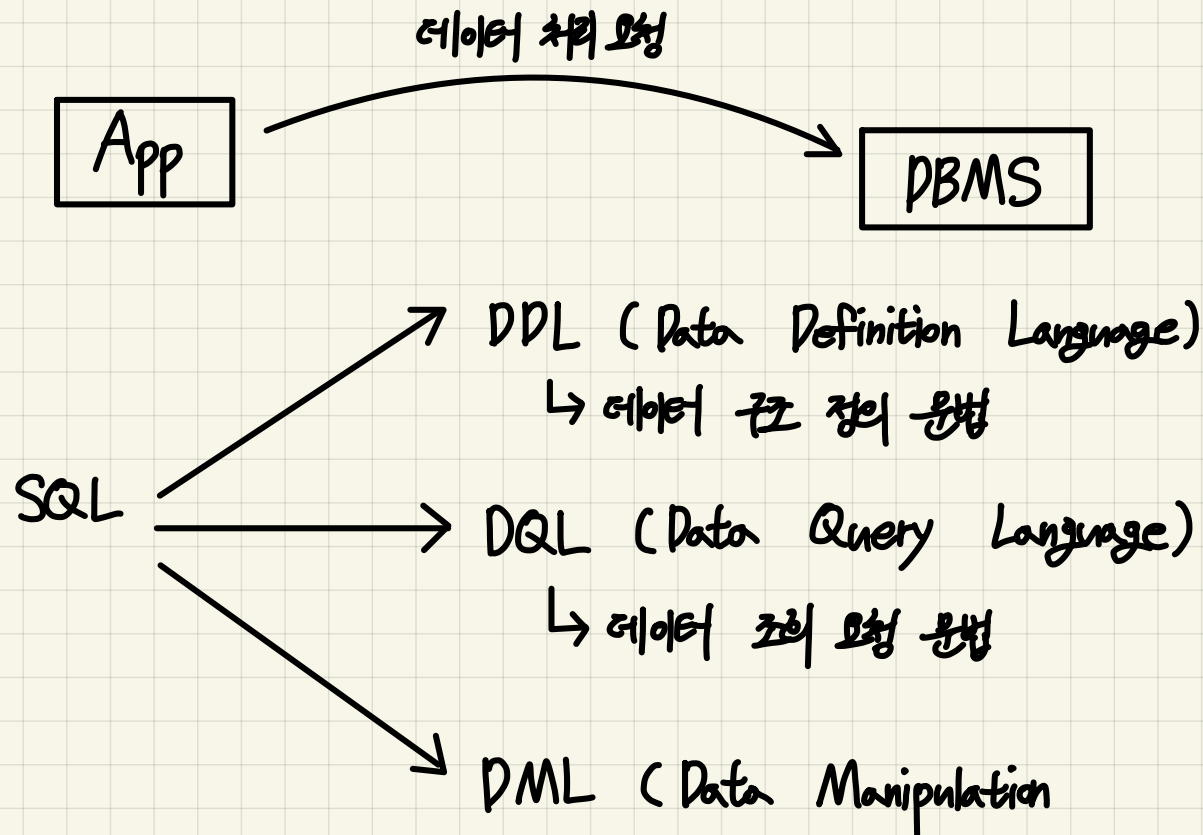 데이터 처리 요청
App
DBMS
DDL (Data Definition Language)
데이터 구조 정의 문법
SQL
DQL (Data Query Language)
데이터 조회 요청 문법
DML (Data Manipulation